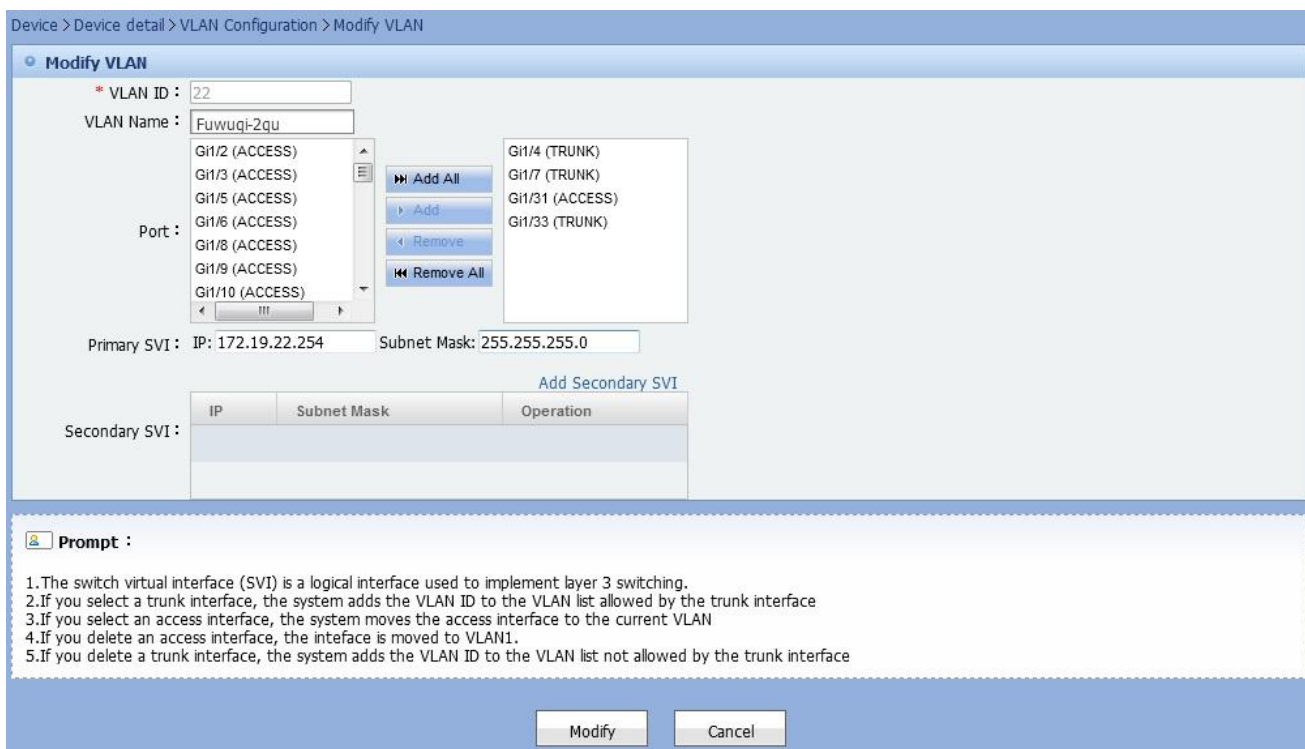 Device > Device detail > VLAN Configuration > Modify VLAN
Modify VLAN
* VLAN ID : 22
VLAN Name : Fuwuqi-2qu
Port :
Gi1/2 (ACCESS)
Gi1/3 (ACCESS)
Gi1/5 (ACCESS)
Gi1/6 (ACCESS)
Gi1/8 (ACCESS)
Gi1/9 (ACCESS)
Gi1/10 (ACCESS)
Add All
Add
Remove
Remove All
Gi1/4 (TRUNK)
Gi1/7 (TRUNK)
Gi1/31 (ACCESS)
Gi1/33 (TRUNK)
Primary SVI : IP: 172.19.22.254 Subnet Mask: 255.255.255.0
Add Secondary SVI
Secondary SVI :
IP Subnet Mask Operation
Prompt :
1.The switch virtual interface (SVI) is a logical interface used to implement layer 3 switching.
2.If you select a trunk interface, the system adds the VLAN ID to the VLAN list allowed by the trunk interface
3.If you select an access interface, the system moves the access interface to the current VLAN
4.If you delete an access interface, the inteface is moved to VLAN1.
5.If you delete a trunk interface, the system adds the VLAN ID to the VLAN list not allowed by the trunk interface
Modify Cancel